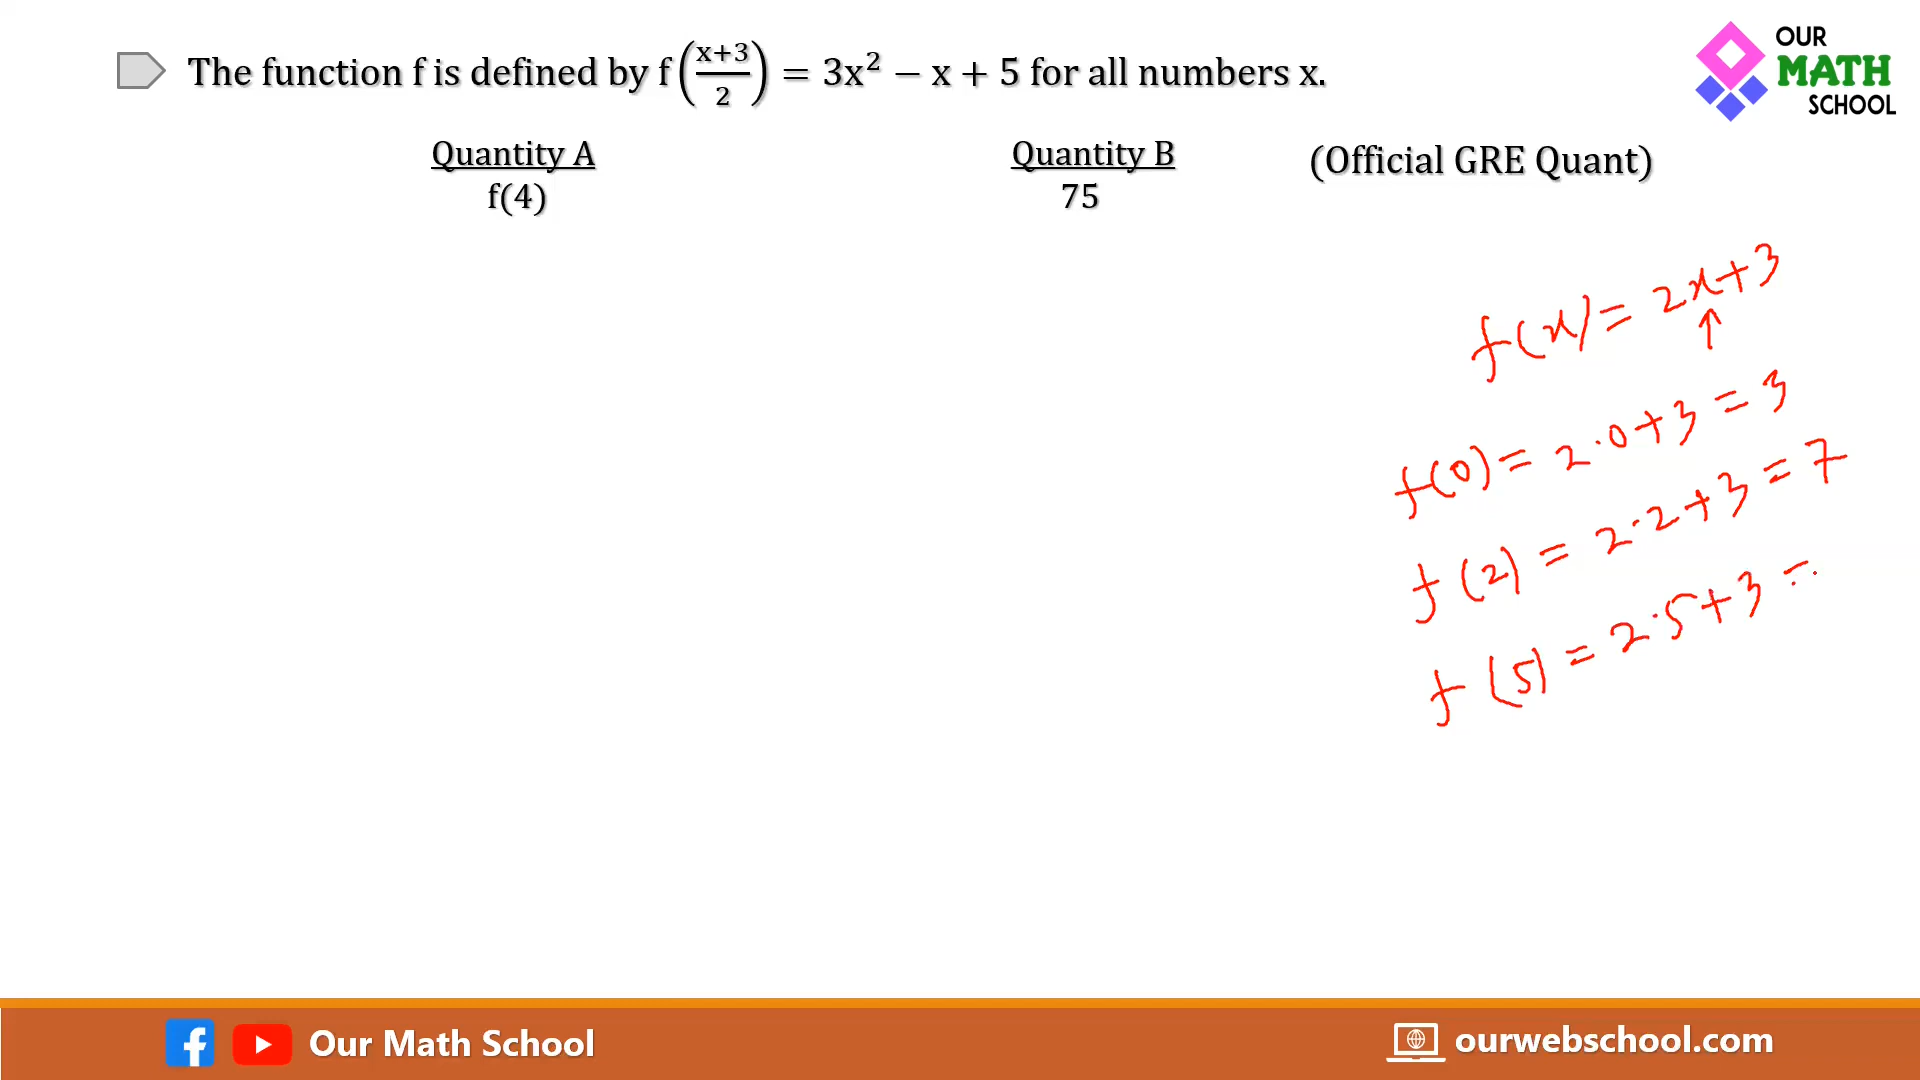 The function f is defined by f((x+3)/2) = 3x² − x + 5 for all numbers x.
OUR
MATH
SCHOOL
Quantity A    Quantity B    (Official GRE Quant)
f(4)    75
f(x) = 2x+3
↑
f(0) = 2·0+3 = 3
f(2) = 2·2+3 = 7
f(5) = 2·5+3 =
Our Math School    ourwebschool.com